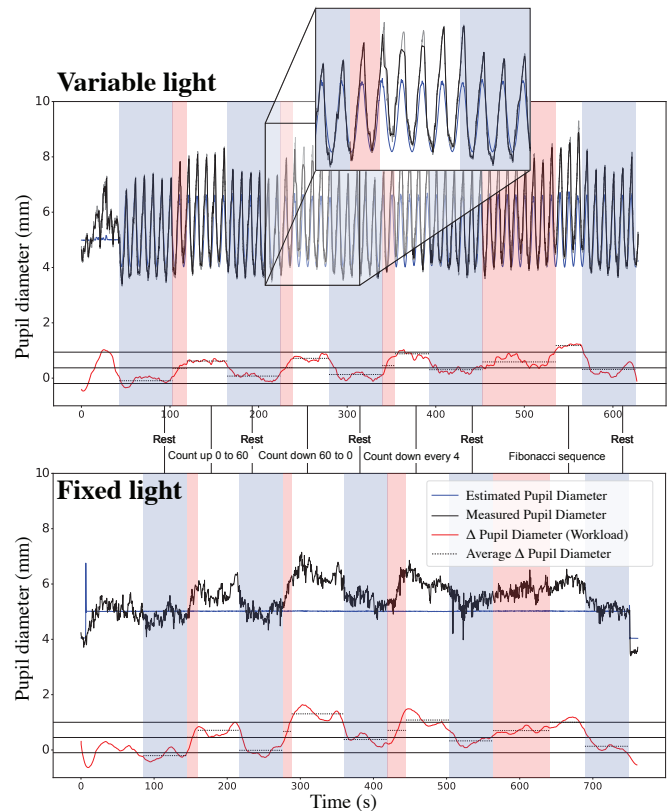 Variable light
10
8
6
4
2
0
Pupil diameter (mm)
0 100 200 300 400 500 600
Rest Rest Rest Rest Rest
Count up 0 to 60 Count down 60 to 0 Count down every 4 Fibonacci sequence
Fixed light
10
8
6
4
2
0
Pupil diameter (mm)
Estimated Pupil Diameter
Measured Pupil Diameter
Δ Pupil Diameter (Workload)
Average Δ Pupil Diameter
0 100 200 300 400 500 600 700
Time (s)